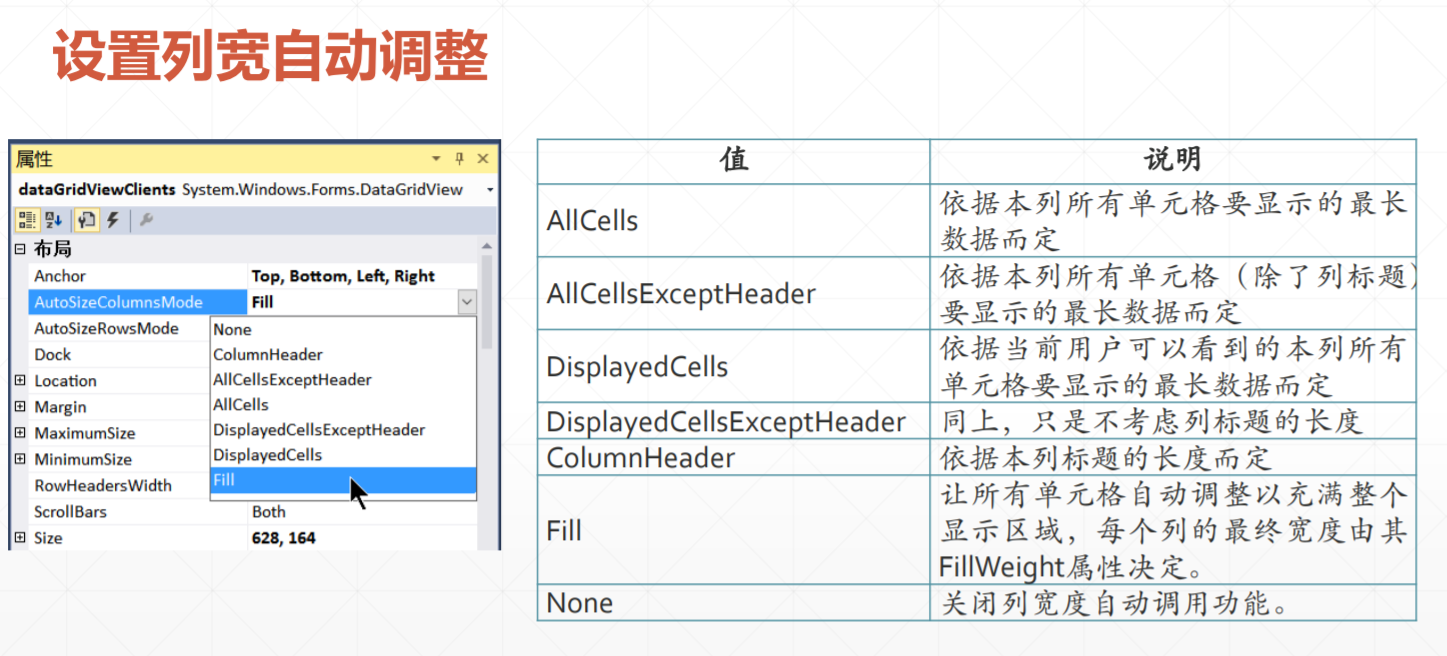 设置列宽自动调整
属性
dataGridViewClients System.Windows.Forms.DataGridView
布局
Anchor Top, Bottom, Left, Right
AutoSizeColumnsMode Fill
AutoSizeRowsMode
Dock
Location
Margin
MaximumSize
MinimumSize
RowHeadersWidth
ScrollBars Both
Size 628, 164
None
ColumnHeader
AllCellsExceptHeader
AllCells
DisplayedCellsExceptHeader
DisplayedCells
Fill
值 说明
AllCells
依据本列所有单元格要显示的最长
数据而定
AllCellsExceptHeader
依据本列所有单元格（除了列标题）
要显示的最长数据而定
DisplayedCells
依据当前用户可以看到的本列所有
单元格要显示的最长数据而定
DisplayedCellsExceptHeader 同上，只是不考虑列标题的长度
ColumnHeader 依据本列标题的长度而定
Fill
让所有单元格自动调整以充满整个
显示区域，每个列的最终宽度由其
FillWeight属性决定。
None 关闭列宽度自动调用功能。